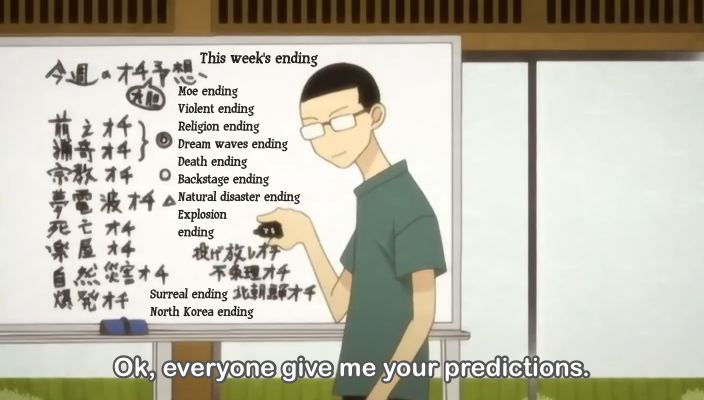 今週のオチ予想
This week's ending
Moe ending
Violent ending
Religion ending
Dream waves ending
Death ending
Backstage ending
Natural disaster ending
Explosion
ending
萌えオチ
猟奇オチ ◎
宗教オチ ○
夢電波オチ △
死亡オチ
楽屋オチ
自然災害オチ
爆発オチ
投げ放しオチ
不条理オチ
北朝鮮オチ
Surreal ending
North Korea ending
Ok, everyone give me your predictions.